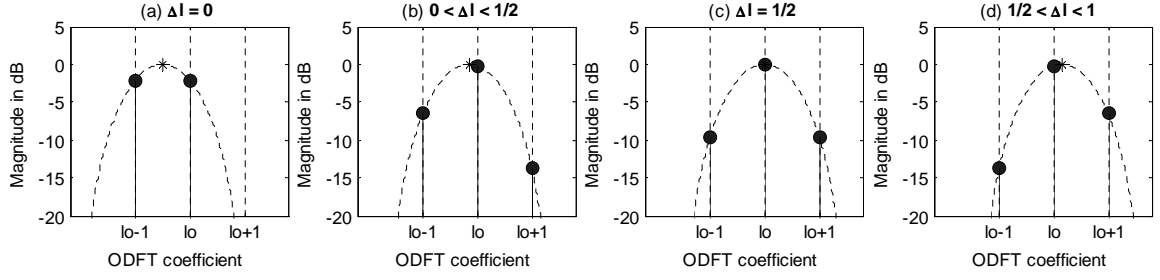 (a) Δl = 0
5
0
-5
-10
-15
-20
Magnitude in dB
lo-1
lo
lo+1
ODFT coefficient
(b) 0 < Δl < 1/2
5
0
-5
-10
-15
-20
Magnitude in dB
lo-1
lo
lo+1
ODFT coefficient
(c) Δl = 1/2
5
0
-5
-10
-15
-20
Magnitude in dB
lo-1
lo
lo+1
ODFT coefficient
(d) 1/2 < Δl < 1
5
0
-5
-10
-15
-20
Magnitude in dB
lo-1
lo
lo+1
ODFT coefficient